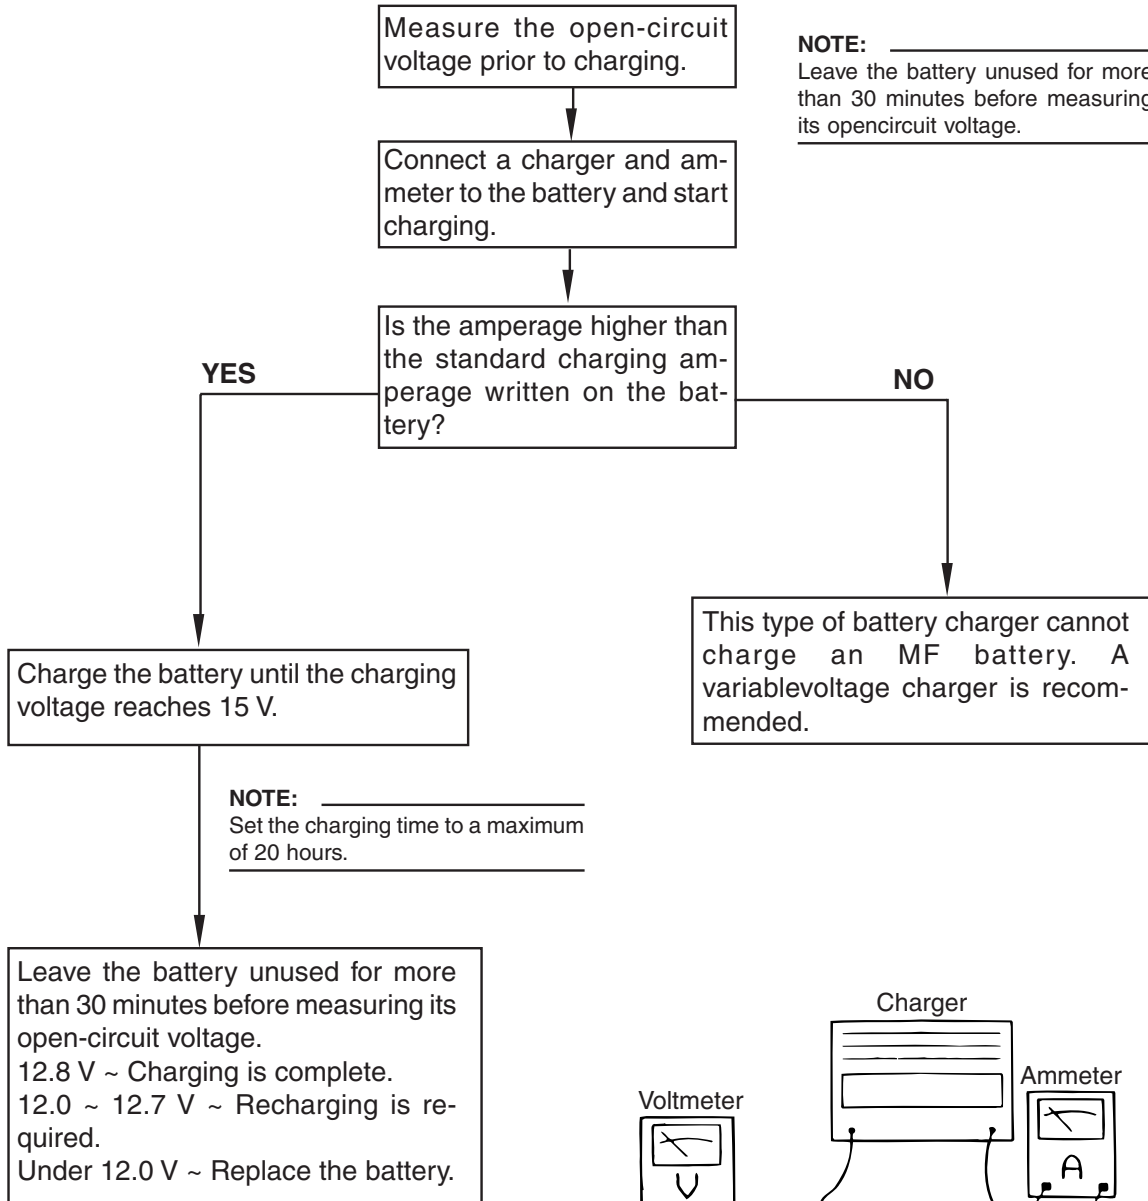 Measure the open-circuit
voltage prior to charging.
NOTE:
Leave the battery unused for more
than 30 minutes before measuring
its opencircuit voltage.
Connect a charger and am-
meter to the battery and start
charging.
Is the amperage higher than
the standard charging am-
perage written on the bat-
tery?
YES
NO
Charge the battery until the charging
voltage reaches 15 V.
This type of battery charger cannot
charge an MF battery. A
variablevoltage charger is recom-
mended.
NOTE:
Set the charging time to a maximum
of 20 hours.
Leave the battery unused for more
than 30 minutes before measuring its
open-circuit voltage.
12.8 V ~ Charging is complete.
12.0 ~ 12.7 V ~ Recharging is re-
quired.
Under 12.0 V ~ Replace the battery.
Charger
Ammeter
Voltmeter
A
V